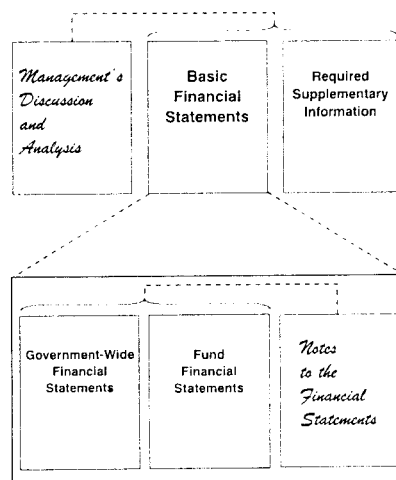 Management's
Discussion
and
Analysis
Basic
Financial
Statements
Required
Supplementary
Information
Government-Wide
Financial
Statements
Fund
Financial
Statements
Notes
to the
Financial
Statements